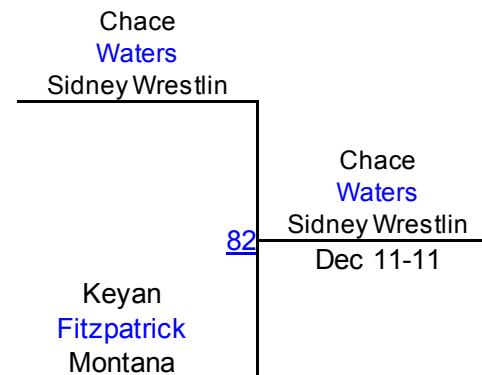 Chace
Waters
Sidney Wrestlin
Chace
Waters
Sidney Wrestlin
82
Dec 11-11
Keyan
Fitzpatrick
Montana